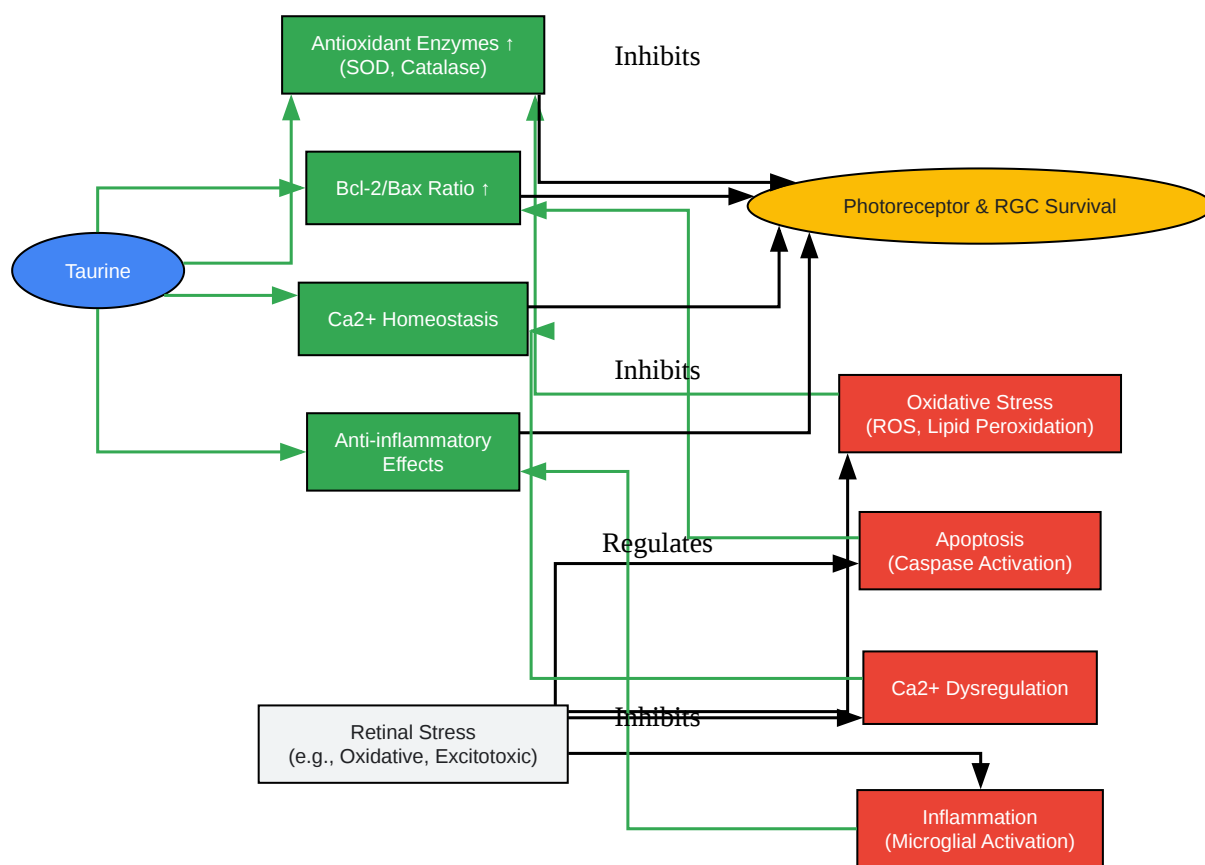 Antioxidant Enzymes ↑
(SOD, Catalase)
Inhibits
Bcl-2/Bax Ratio ↑
Photoreceptor & RGC Survival
Taurine
Ca2+ Homeostasis
Inhibits
Oxidative Stress
(ROS, Lipid Peroxidation)
Anti-inflammatory
Effects
Regulates
Apoptosis
(Caspase Activation)
Ca2+ Dysregulation
Inhibits
Retinal Stress
(e.g., Oxidative, Excitotoxic)
Inflammation
(Microglial Activation)